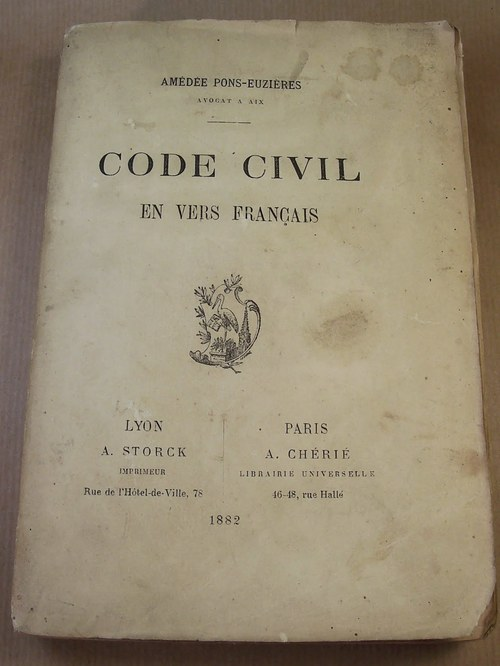 AMÉDÉE PONS-EUZIÈRES
AVOCAT A AIX
CODE CIVIL
EN VERS FRANÇAIS
LYON
A. STORCK
IMPRIMEUR
Rue de l'Hôtel-de-Ville, 78
PARIS
A. CHÉRIÉ
LIBRAIRIE UNIVERSELLE
46-48, rue Hallé
1882